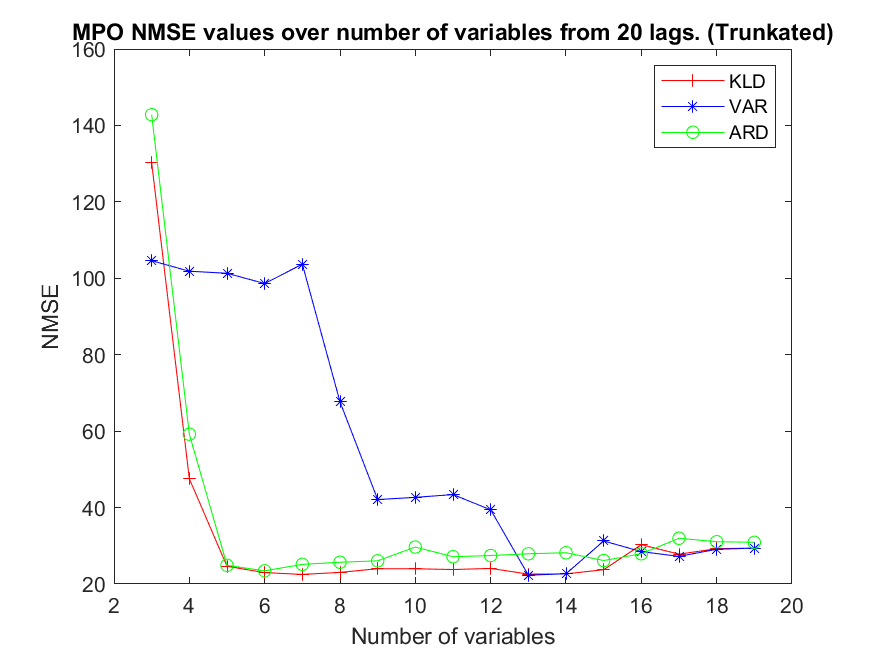 MPO NMSE values over number of variables from 20 lags. (Trunkated)
160
140
120
100
80
60
40
20
NMSE
KLD
VAR
ARD
2 4 6 8 10 12 14 16 18 20
Number of variables